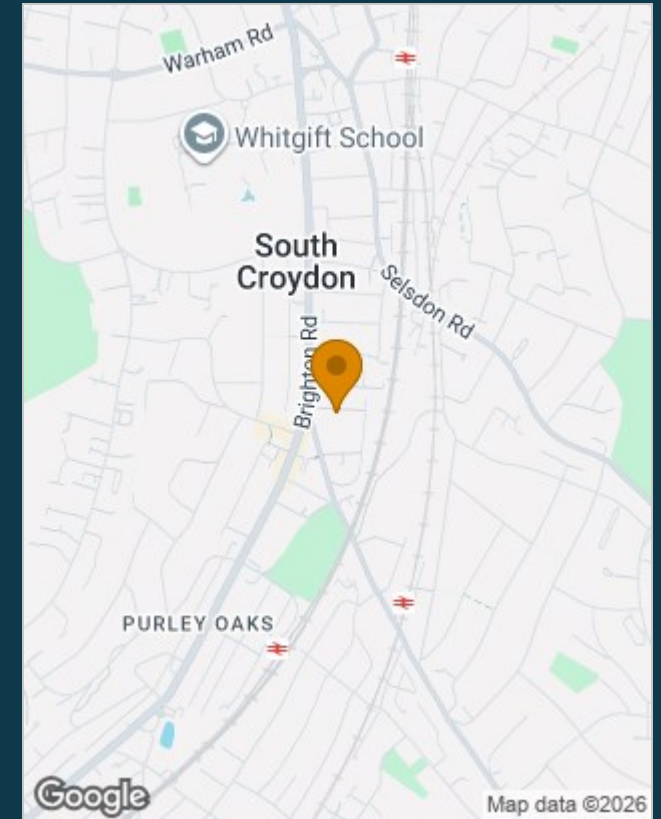 Warham Rd
Whitgift School
South
Croydon
Selsdon Rd
Brighton Rd
PURLEY OAKS
Google
Map data ©2026